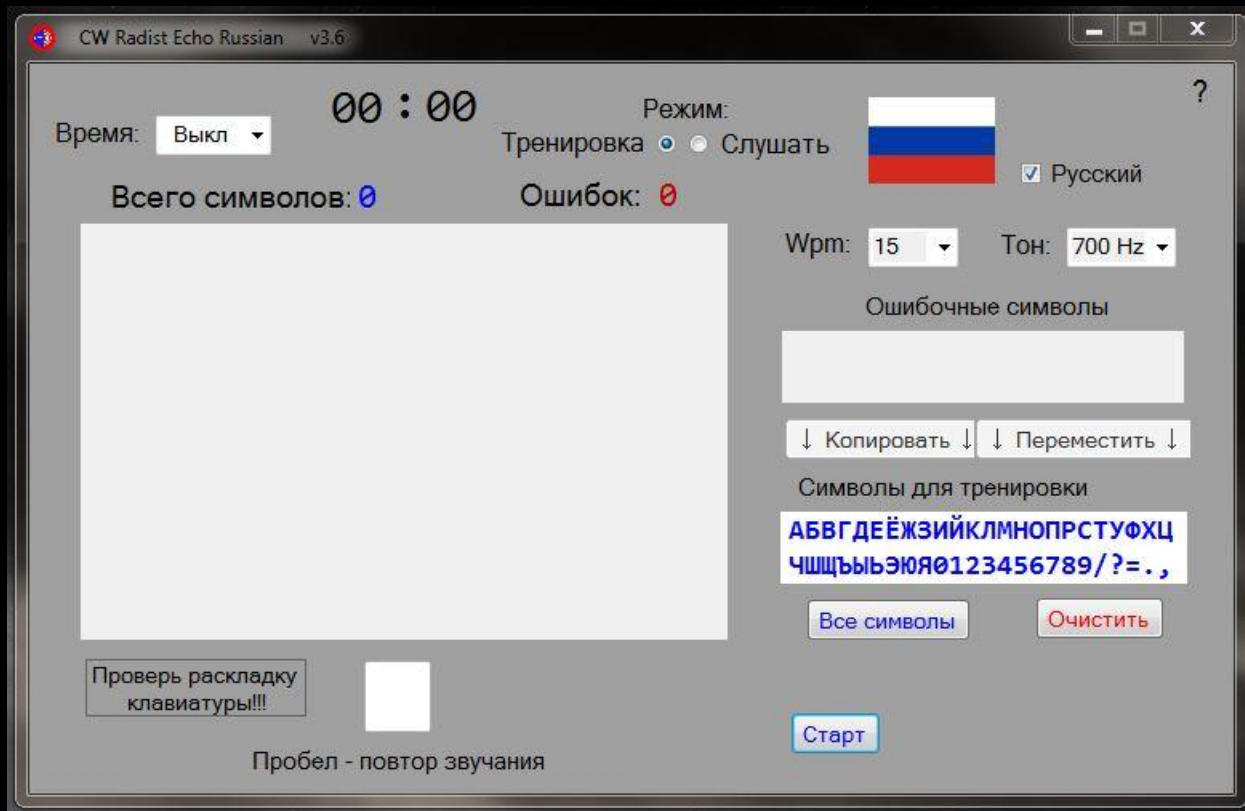 CW Radist Echo Russian v3.6
?
00 : 00
Время: Выкл
Режим:
Тренировка Слушать
Русский
Всего символов: 0 Ошибок: 0
Wpm: 15 Тон: 700 Hz
Ошибочные символы
↓ Копировать ↓ ↓ Переместить ↓
Символы для тренировки
АБВГДЕЁЖЗИЙКЛМНОПРСТУФХЦ
ЧШЩЪЫЬЭЮЯ0123456789/?=.,
Все символы Очистить
Проверь раскладку
клавиатуры!!!
Старт
Пробел - повтор звучания